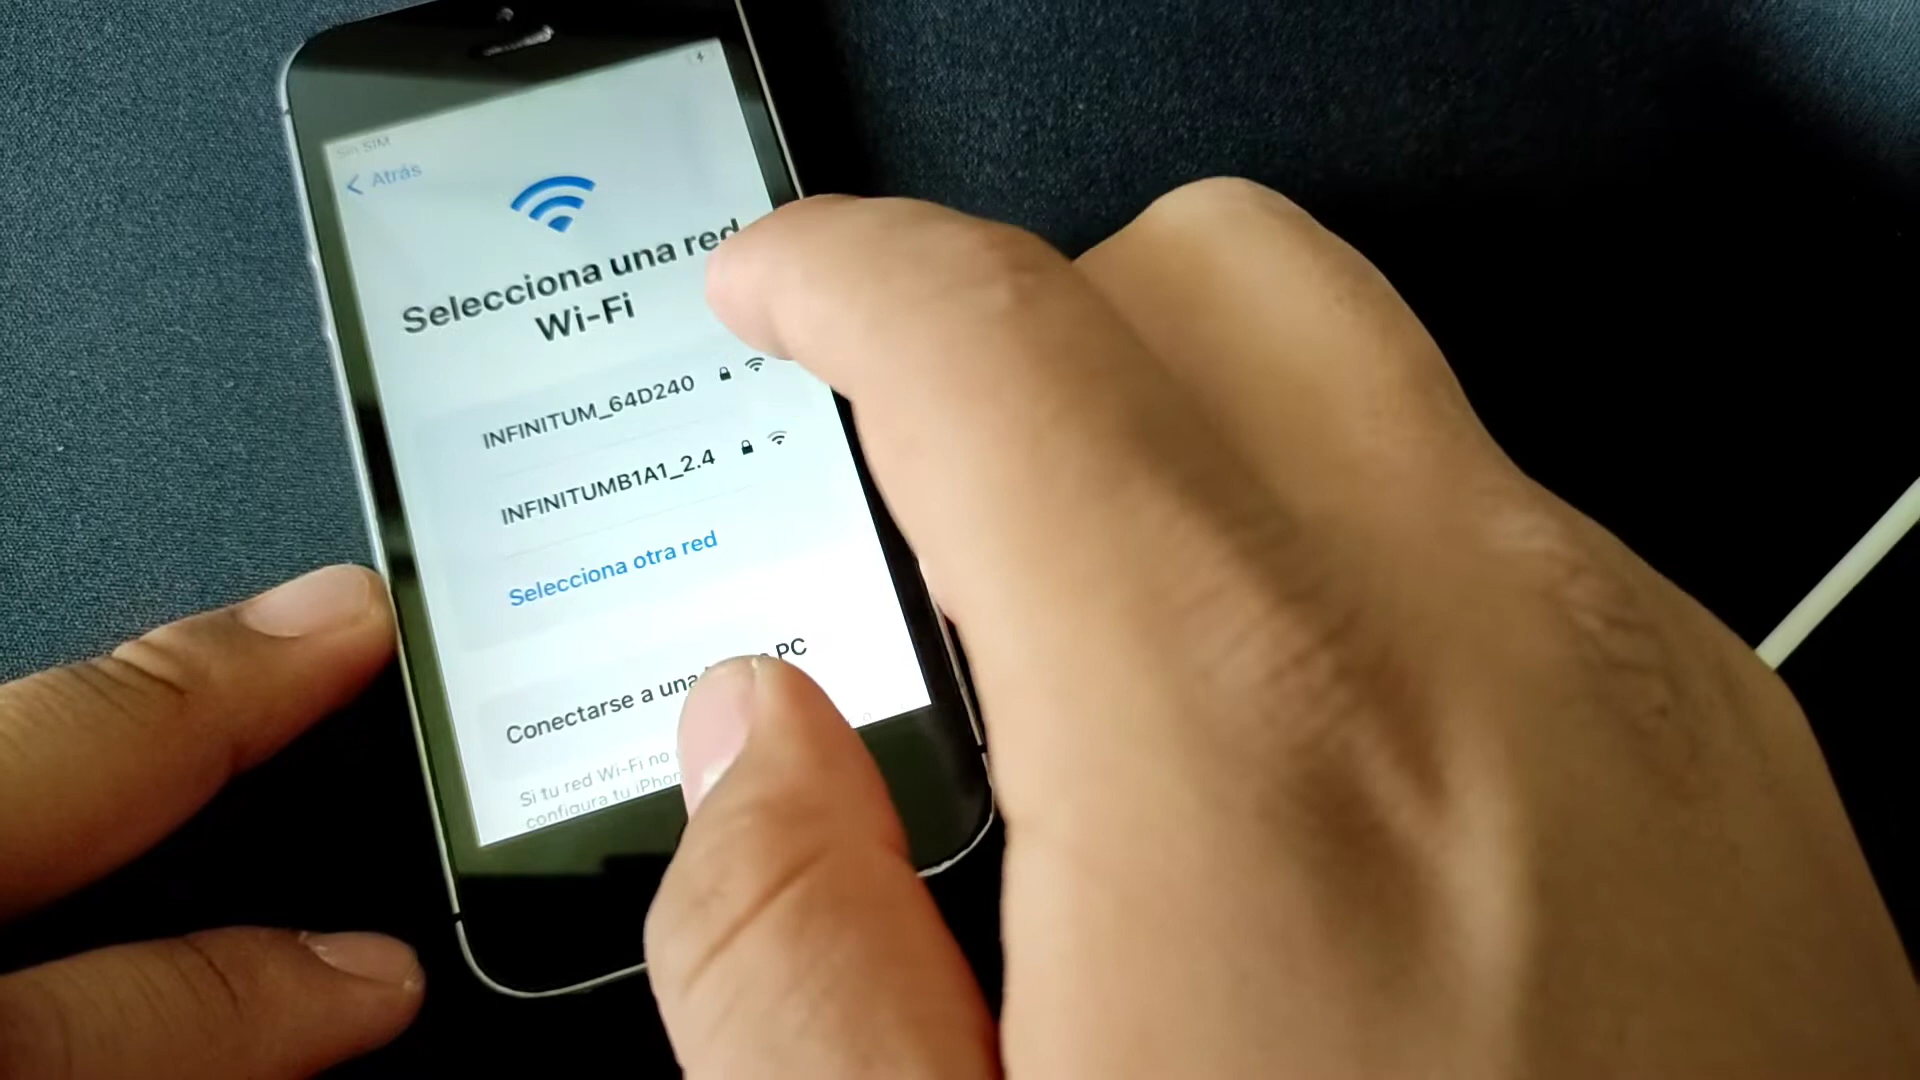 Sin SIM
Atrás
Selecciona una red
Wi-Fi
INFINITUM_64D240
INFINITUMB1A1_2.4
Selecciona otra red
Conectarse a una PC
Si tu red Wi-Fi no
configura tu iPhon